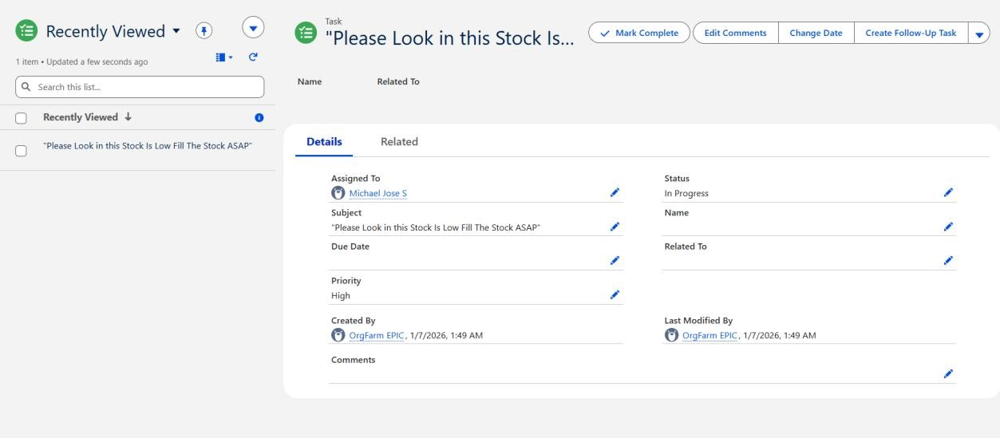 Recently Viewed
1 item • Updated a few seconds ago
Search this list...
Recently Viewed
"Please Look in this Stock Is Low Fill The Stock ASAP"
Task
"Please Look in this Stock Is...
Mark Complete
Edit Comments
Change Date
Create Follow-Up Task
Name
Related To
Details
Related
Assigned To
Michael Jose S
Status
In Progress
Subject
"Please Look in this Stock Is Low Fill The Stock ASAP"
Name
Due Date
Related To
Priority
High
Created By
OrgFarm EPIC, 1/7/2026, 1:49 AM
Last Modified By
OrgFarm EPIC, 1/7/2026, 1:49 AM
Comments